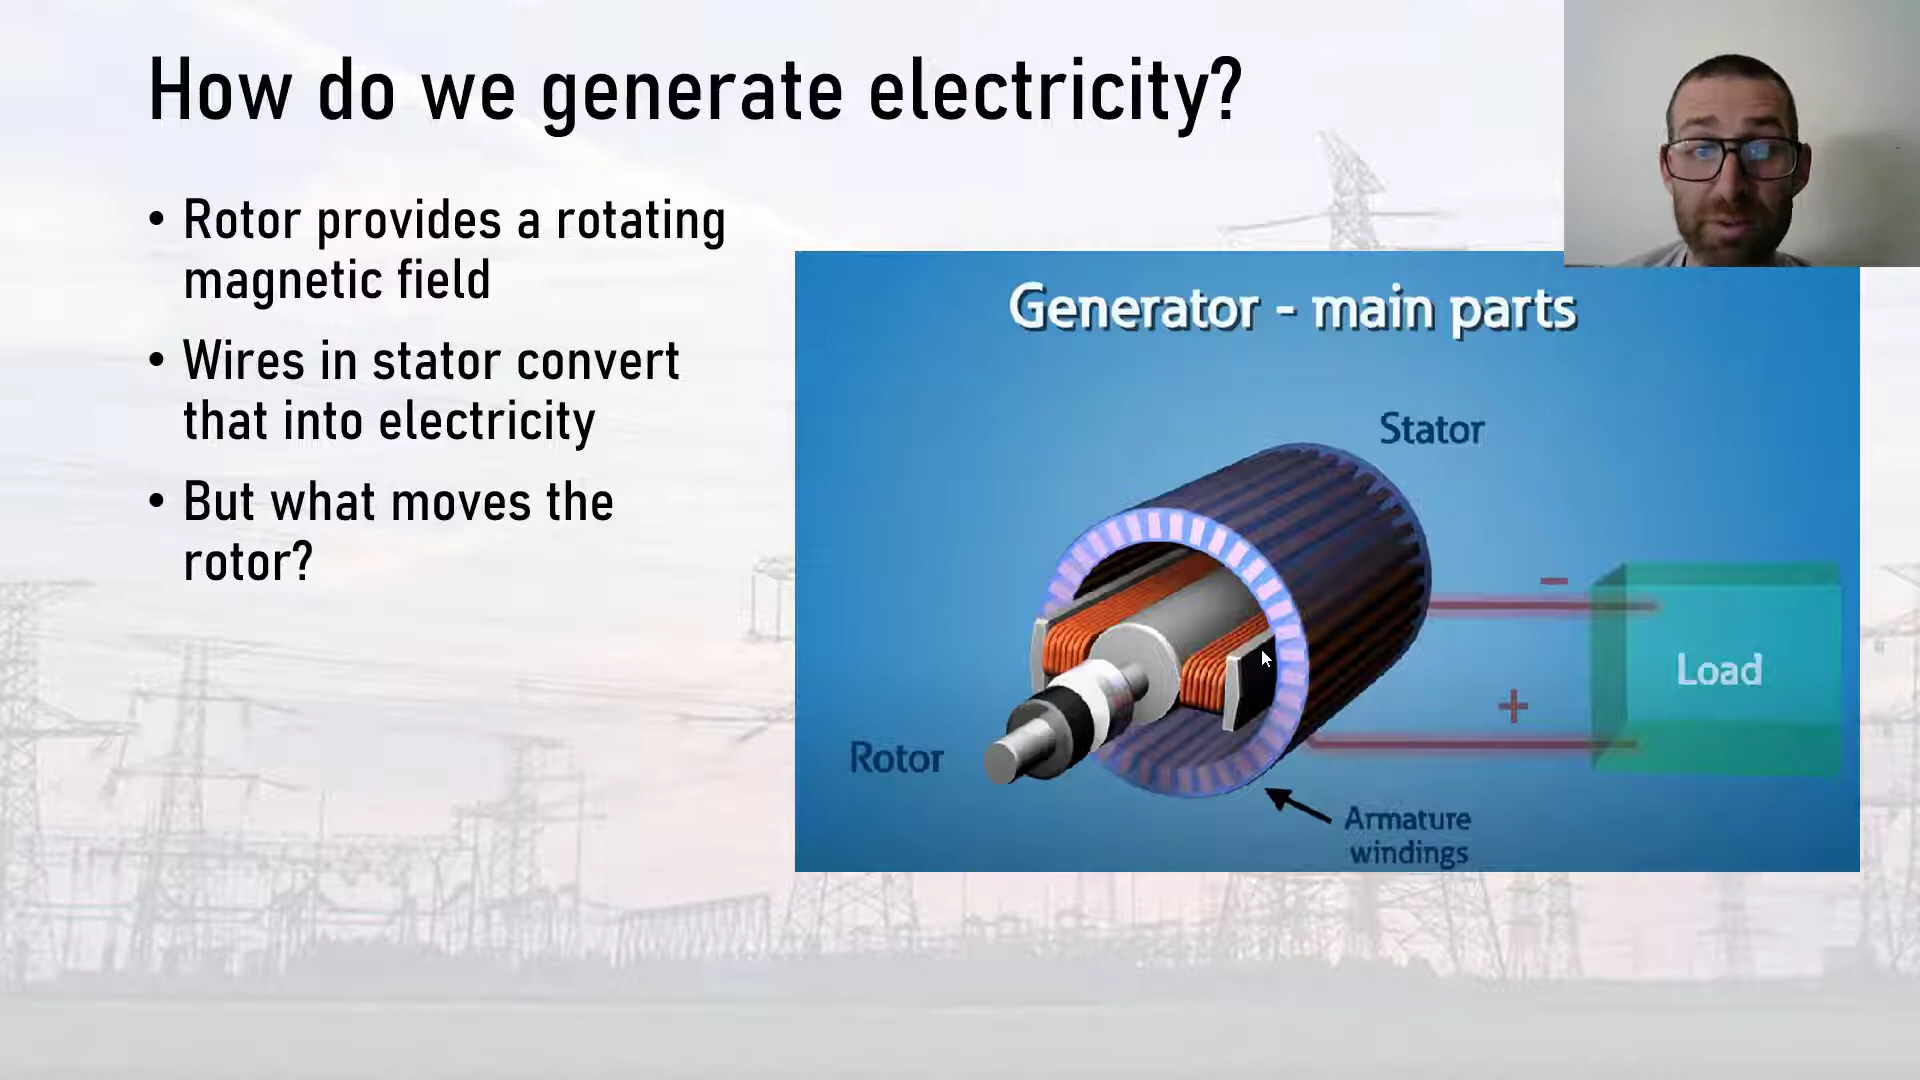 How do we generate electricity?
• Rotor provides a rotating
magnetic field
• Wires in stator convert
that into electricity
• But what moves the
rotor?
Generator - main parts
Stator
−
Load
+
Rotor
Armature
windings